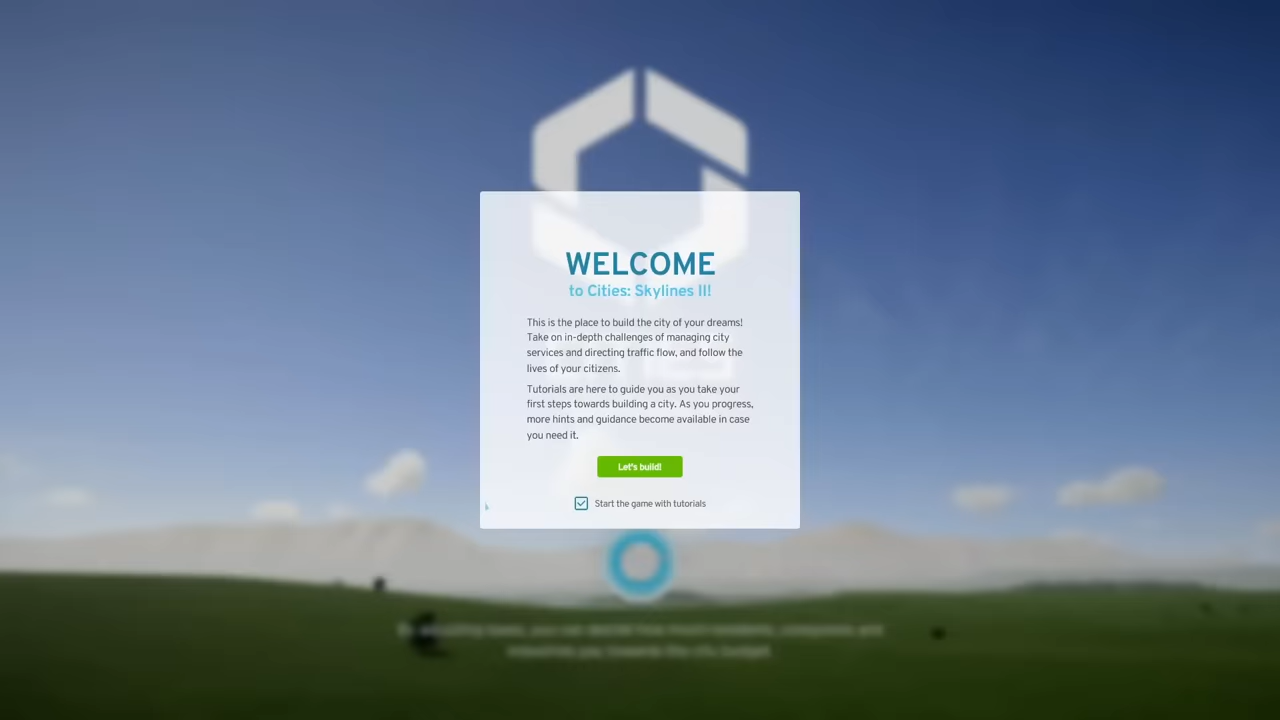 WELCOME
to Cities: Skylines II!
This is the place to build the city of your dreams!
Take on in-depth challenges of managing city
services and directing traffic flow, and follow the
lives of your citizens.
Tutorials are here to guide you as you take your
first steps towards building a city. As you progress,
more hints and guidance become available in case
you need it.
Let's build!
Start the game with tutorials